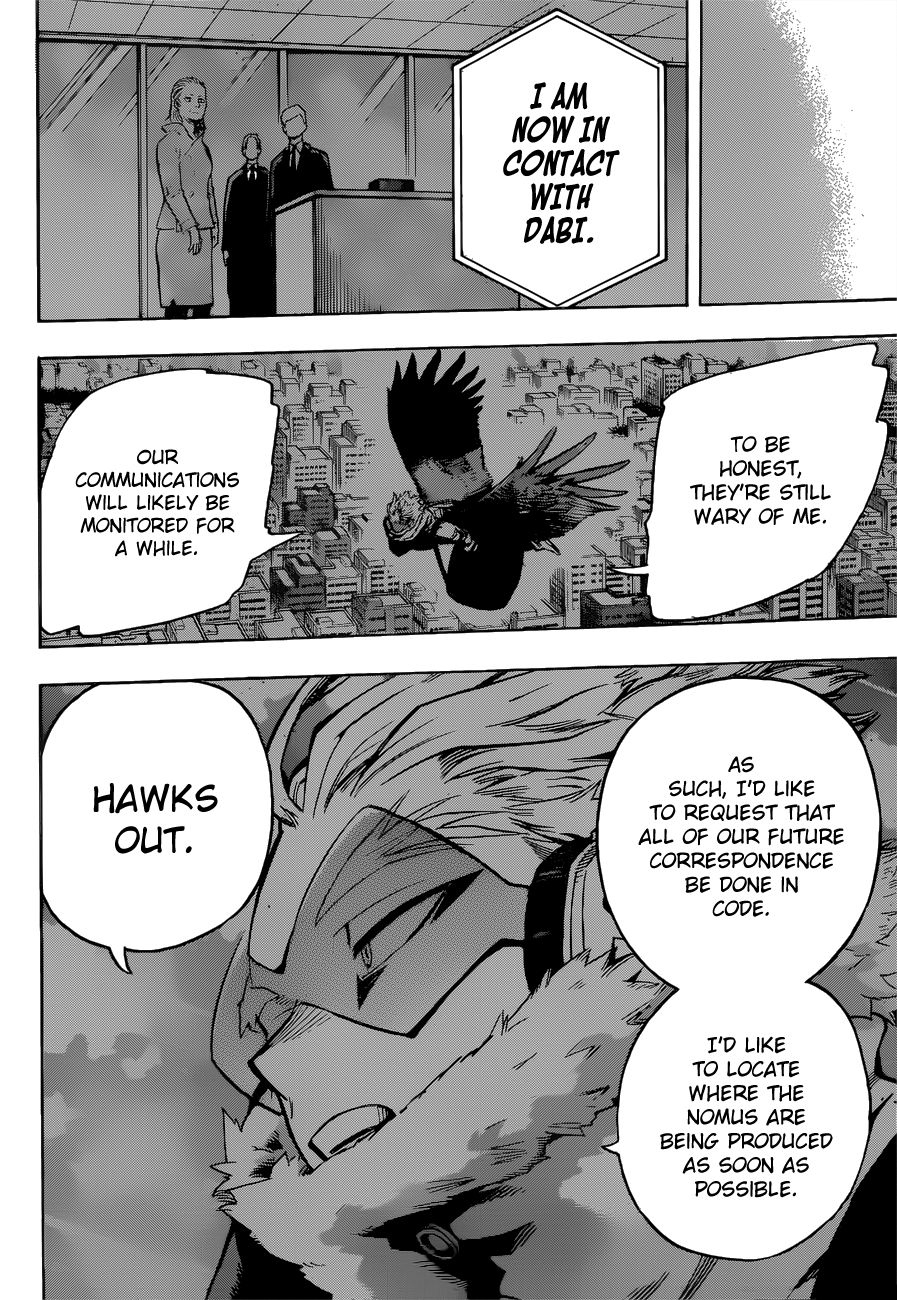 I AM
NOW IN
CONTACT
WITH
DABI.
TO BE
HONEST,
THEY'RE STILL
WARY OF ME.
OUR
COMMUNICATIONS
WILL LIKELY BE
MONITORED FOR
A WHILE.
AS
SUCH, I'D LIKE
TO REQUEST THAT
ALL OF OUR FUTURE
CORRESPONDENCE
BE DONE IN
CODE.
I'D LIKE
TO LOCATE
WHERE THE
NOMUS ARE
BEING PRODUCED
AS SOON AS
POSSIBLE.
HAWKS
OUT.